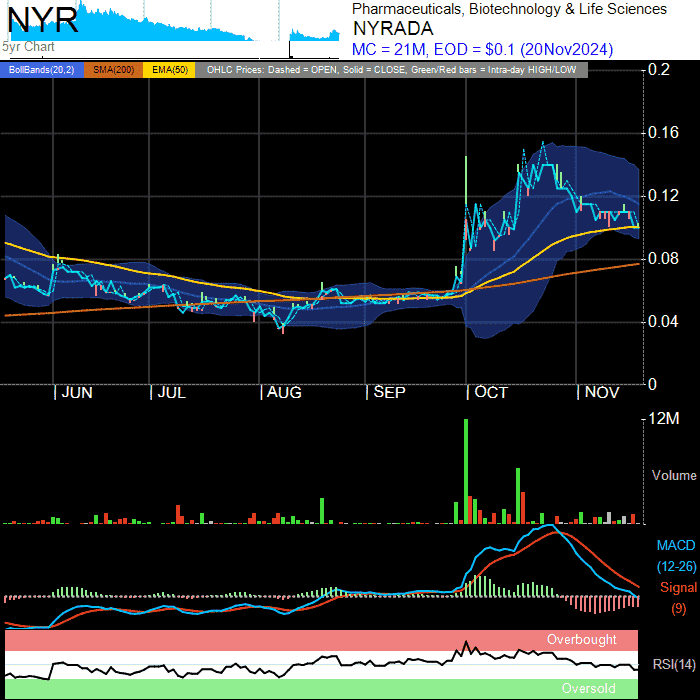 NYR
5yr Chart
Pharmaceuticals, Biotechnology & Life Sciences
NYRADA
MC = 21M, EOD = $0.1 (20Nov2024)
BollBands(20,2) SMA(200) EMA(50) OHLC Prices: Dashed = OPEN, Solid = CLOSE, Green/Red bars = Intra-day HIGH/LOW
0.2
0.16
0.12
0.08
0.04
0
JUN JUL AUG SEP OCT NOV
12M
Volume
MACD
(12-26)
Signal
(9)
Overbought
RSI(14)
Oversold